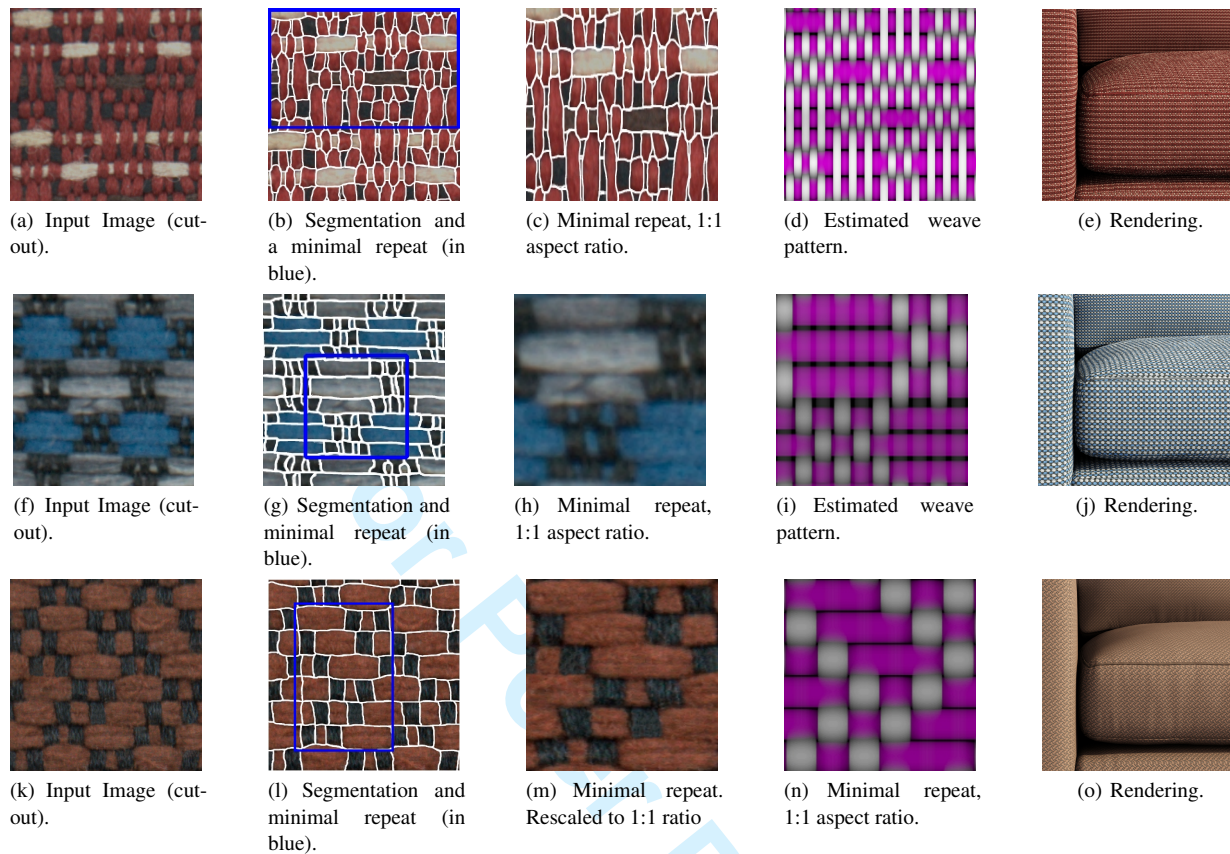 (a) Input Image (cut-
out).
(b) Segmentation and
a minimal repeat (in
blue).
(c) Minimal repeat, 1:1
aspect ratio.
(d) Estimated weave
pattern.
(e) Rendering.
(f) Input Image (cut-
out).
(g) Segmentation and
minimal repeat (in
blue).
(h) Minimal repeat,
1:1 aspect ratio.
(i) Estimated weave
pattern.
(j) Rendering.
(k) Input Image (cut-
out).
(l) Segmentation and
minimal repeat (in
blue).
(m) Minimal repeat.
Rescaled to 1:1 ratio
(n) Minimal repeat,
1:1 aspect ratio.
(o) Rendering.